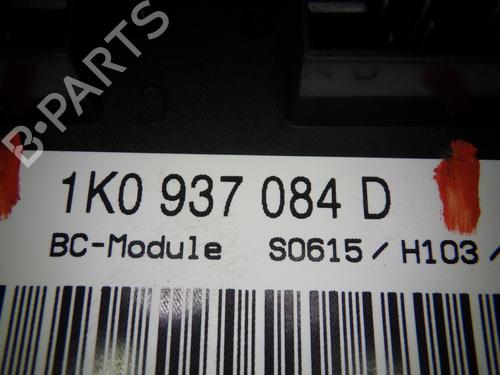 B·PARTS
1K0 937 084 D
BC-Module S0615 / H103 /